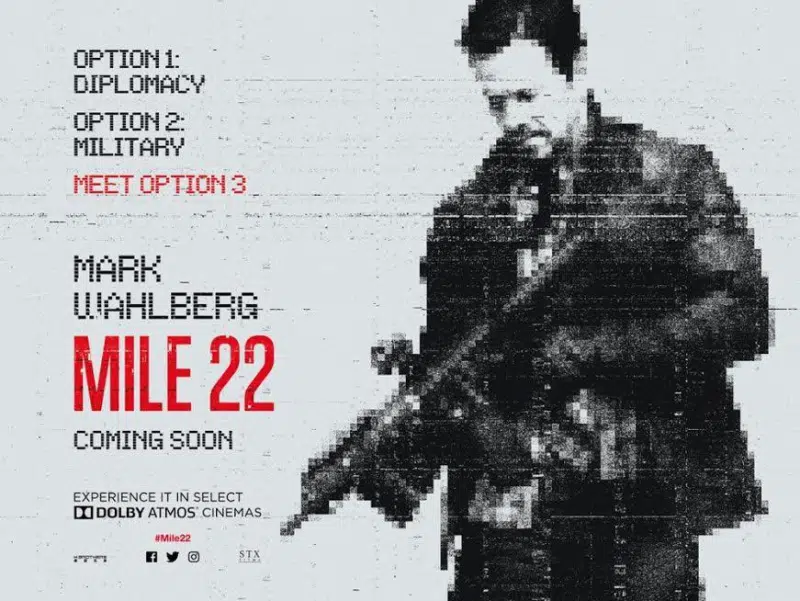 OPTION 1:
DIPLOMACY
OPTION 2:
MILITARY
MEET OPTION 3
MARK
WAHLBERG
MILE 22
COMING SOON
EXPERIENCE IT IN SELECT
DOLBY ATMOS CINEMAS
#Mile22
STX